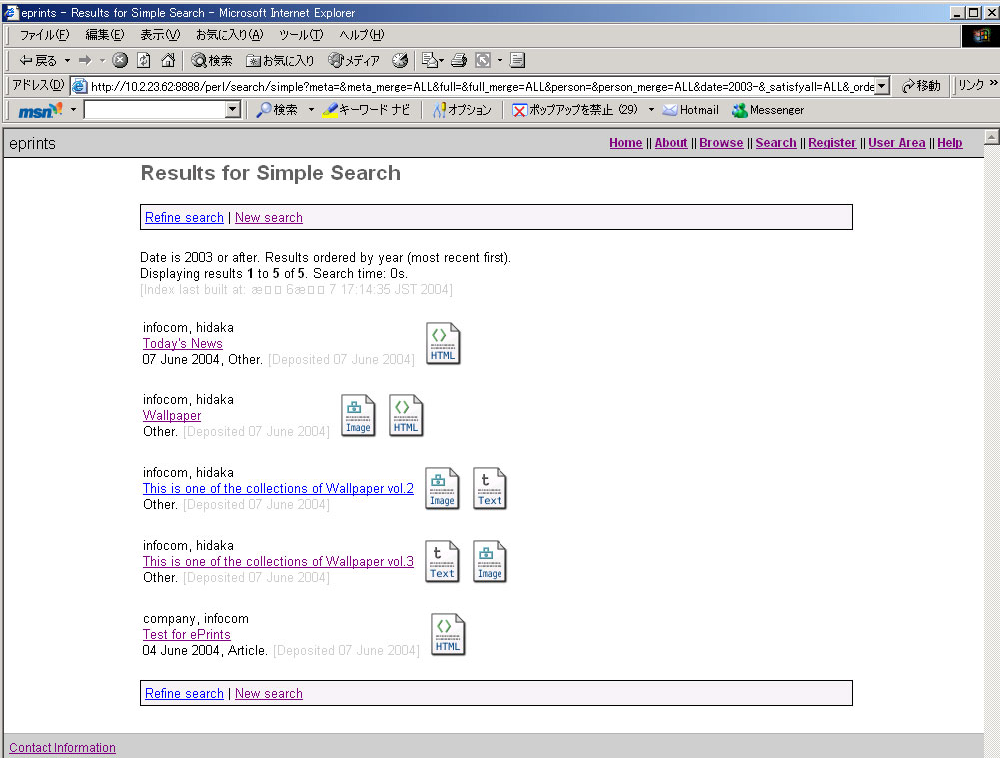 eprints - Results for Simple Search - Microsoft Internet Explorer
ファイル(F) 編集(E) 表示(V) お気に入り(A) ツール(T) ヘルプ(H)
戻る 検索 お気に入り メディア
アドレス(D) http://10.2.23.62:8888/perl/search/simple?meta=&meta_merge=ALL&full=&full_merge=ALL&person=&person_merge=ALL&date=2003-&_satisfyall=ALL&_orde 移動 リンク »
msn 検索 キーワード ナビ オプション ポップアップを禁止 (29) Hotmail Messenger
eprints
Home || About || Browse || Search || Register || User Area || Help
Results for Simple Search
Refine search | New search
Date is 2003 or after. Results ordered by year (most recent first).
Displaying results 1 to 5 of 5. Search time: 0s.
[Index last built at: æ□□ 6æ□□ 7 17:14:35 JST 2004]
infocom, hidaka
Today's News
07 June 2004, Other. [Deposited 07 June 2004]
HTML
infocom, hidaka
Wallpaper
Other. [Deposited 07 June 2004]
Image HTML
infocom, hidaka
This is one of the collections of Wallpaper vol.2
Other. [Deposited 07 June 2004]
Image t Text
infocom, hidaka
This is one of the collections of Wallpaper vol.3
Other. [Deposited 07 June 2004]
t Text Image
company, infocom
Test for ePrints
04 June 2004, Article. [Deposited 07 June 2004]
HTML
Refine search | New search
Contact Information